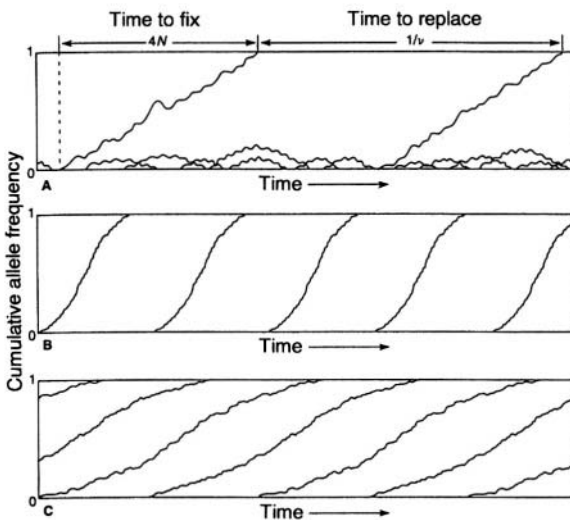 Time to fix Time to replace
4N 1/ν
1
0
A Time
1
0
B Time
1
0
C Time
Cumulative allele frequency